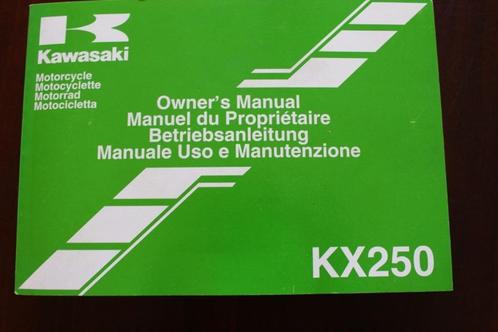 Kawasaki
Motorcycle
Motocyclette
Motorrad
Motocicletta
Owner's Manual
Manuel du Propriétaire
Betriebsanleitung
Manuale Uso e Manutenzione
KX250